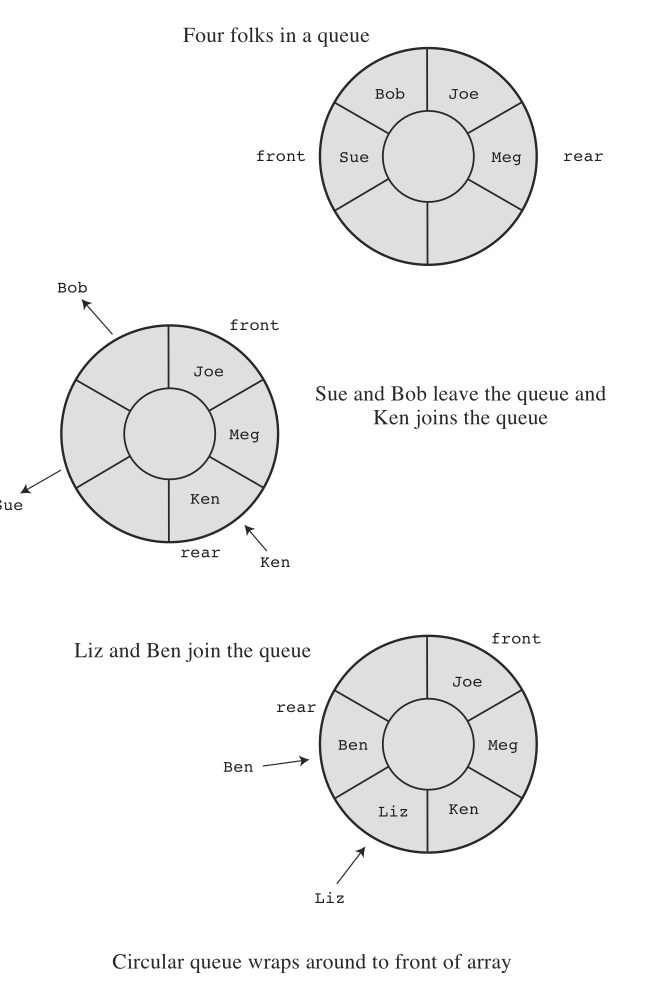 Four folks in a queue
Bob Joe
front Sue Meg rear
Bob
front
Joe
Sue and Bob leave the queue and
Ken joins the queue
Meg
Ken
Sue
rear
Ken
Liz and Ben join the queue
front
Joe
rear
Ben Meg
Ben
Liz Ken
Liz
Circular queue wraps around to front of array